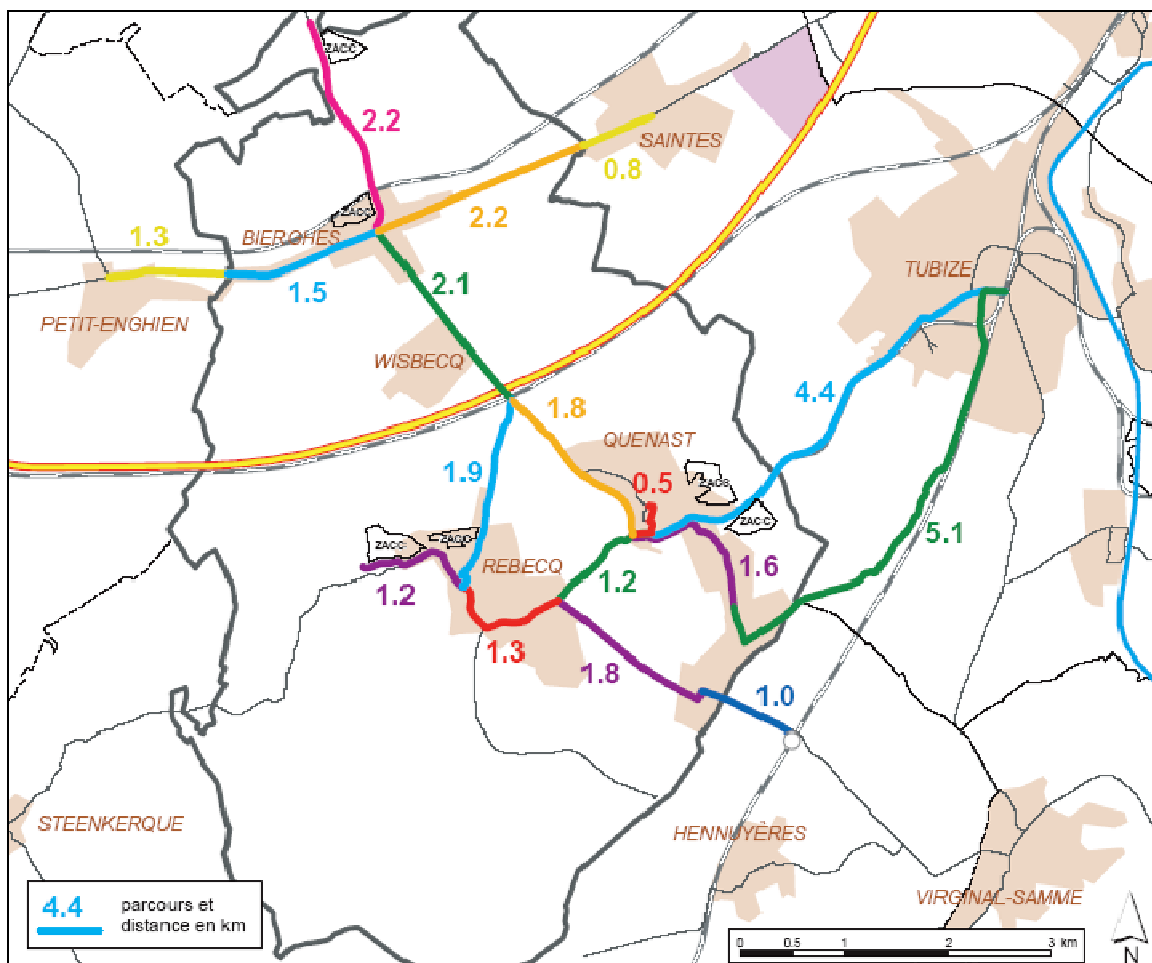 ZACC
2.2
SAINTES
0.8
ZACC
2.2
BIERGHES
1.3
1.5
2.1
TUBIZE
PETIT-ENGHIEN
WISBECQ
4.4
1.8
QUENAST
1.9
0.5
ZACC
ZACC
5.1
ZACC
ZACC
REBECQ
1.2
1.6
1.2
1.3
1.8
1.0
STEENKERQUE
HENNUYÈRES
VIRGINAL-SAMME
4.4 parcours et
distance en km
0 0.5 1 2 3 km
N